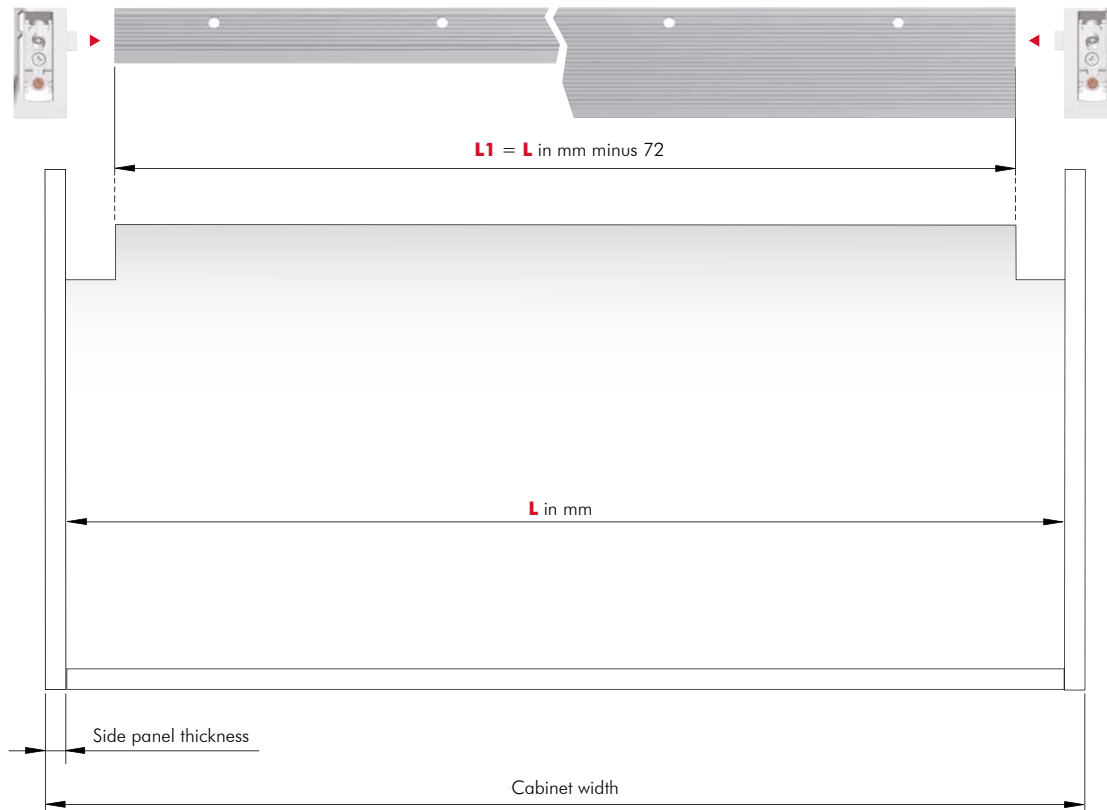 L1 = L in mm minus 72
L in mm
Side panel thickness
Cabinet width